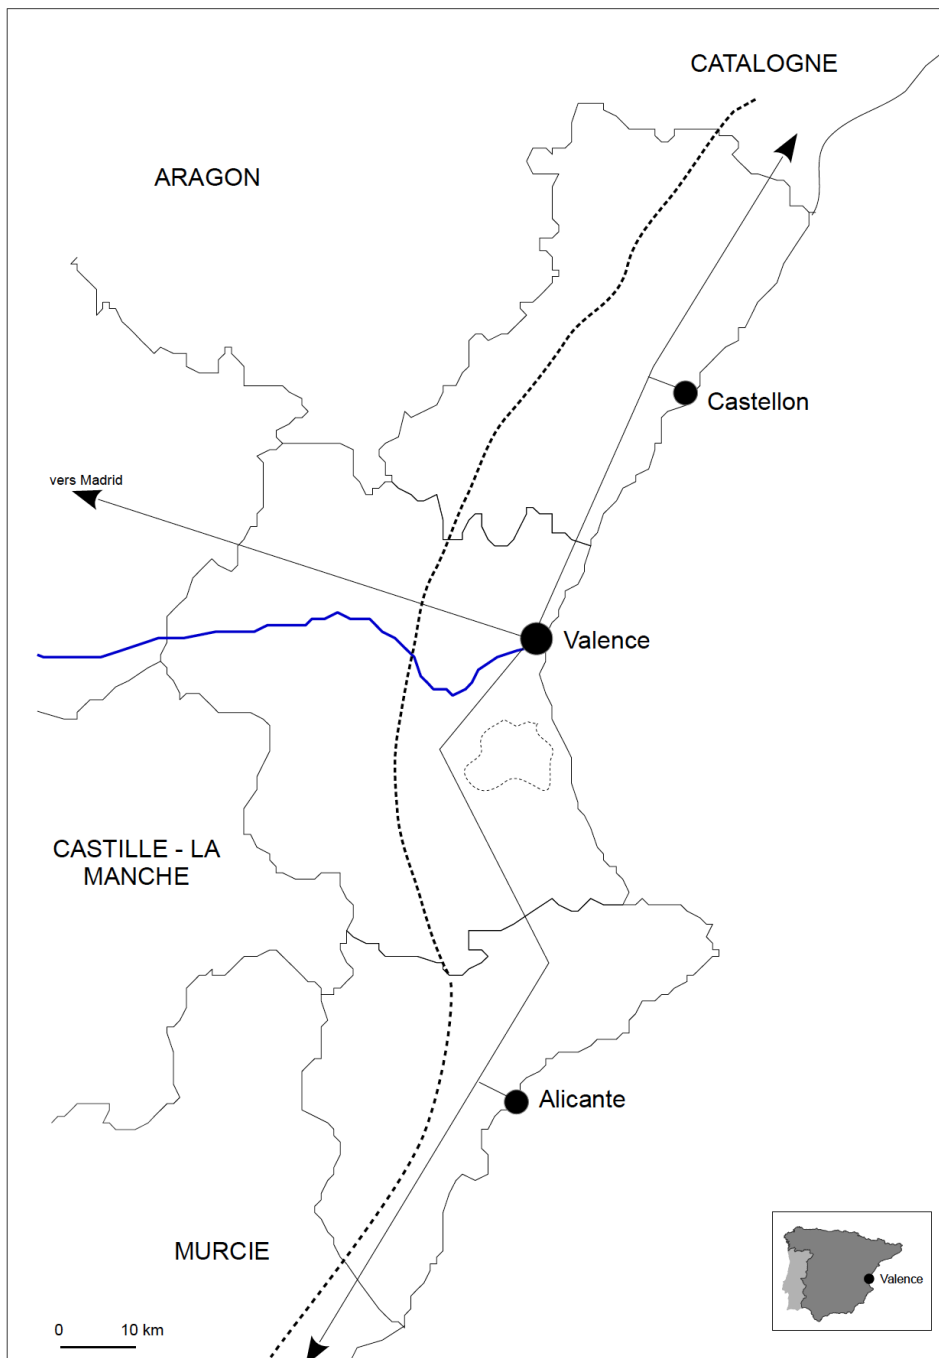 CATALOGNE
ARAGON
Castellon
vers Madrid
Valence
CASTILLE - LA
MANCHE
Alicante
MURCIE
Valence
0 10 km